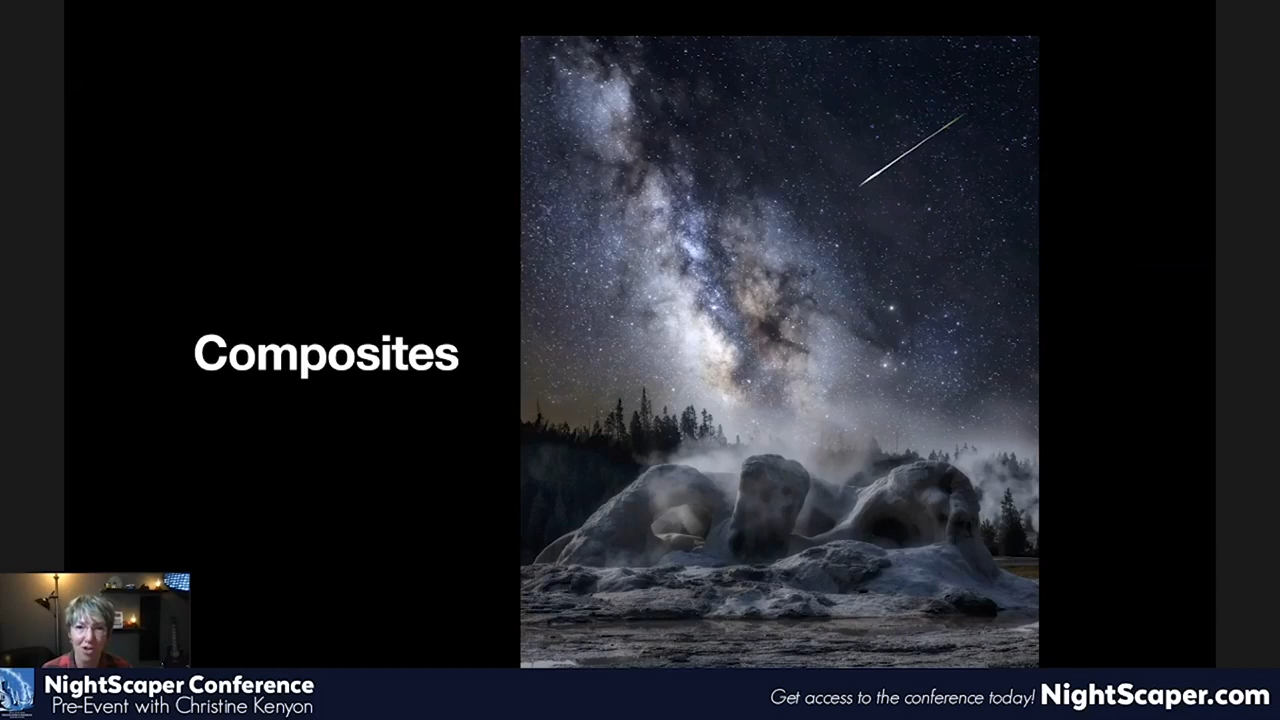 Composites
NightScaper Conference
Pre-Event with Christine Kenyon
Get access to the conference today! NightScaper.com